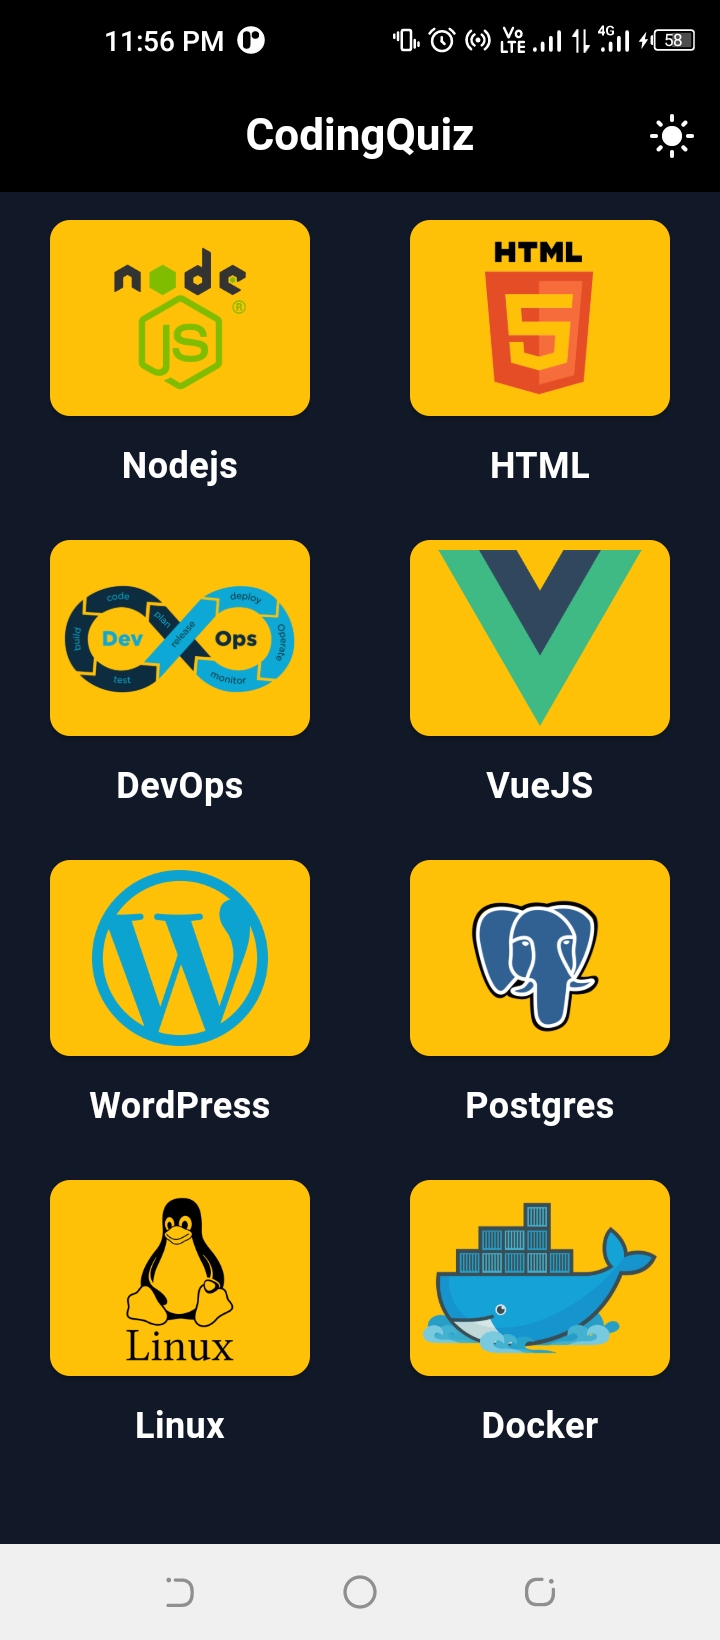 11:56 PM Vo LTE 4G 58
CodingQuiz
node
JS ®
HTML
5
Nodejs HTML
code deploy
plan release
build Dev Ops Operate
test monitor
DevOps VueJS
W
WordPress Postgres
Linux
Linux Docker